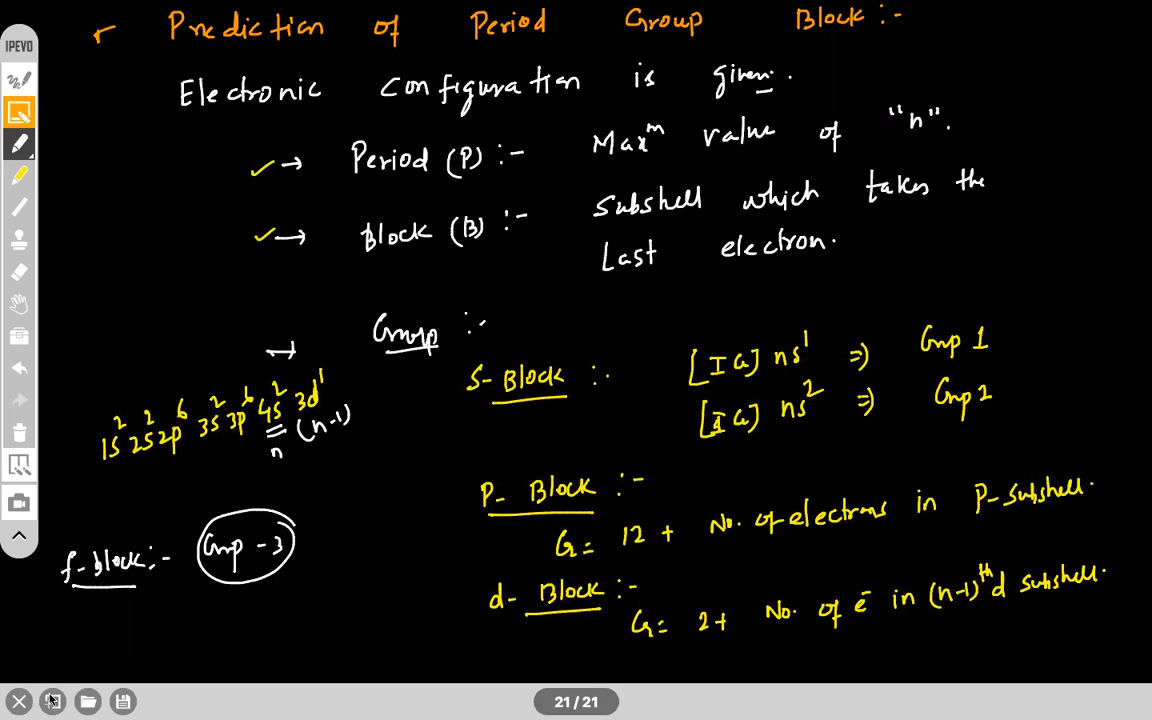 Prediction of Period Group Block :-
IPEVO
Electronic Configuration is given.
→ Period (P) :- Maxᵐ value of "n".
→ Block (B) :- Subshell which takes the
Last electron.
Group :-
S-Block :- [IG] ns¹ ⇒ Grp 1
[IG] ns² ⇒ Grp 2
1s² 2s² 2p⁶ 3s² 3p⁶ 4s² 3d¹
n (n-1)
P- Block :-
G = 12 + No. of electrons in P-subshell.
f-block :- Grp - 3
d- Block :-
G = 2 + No. of e⁻ in (n-1)ᵗʰ d subshell.
21 / 21